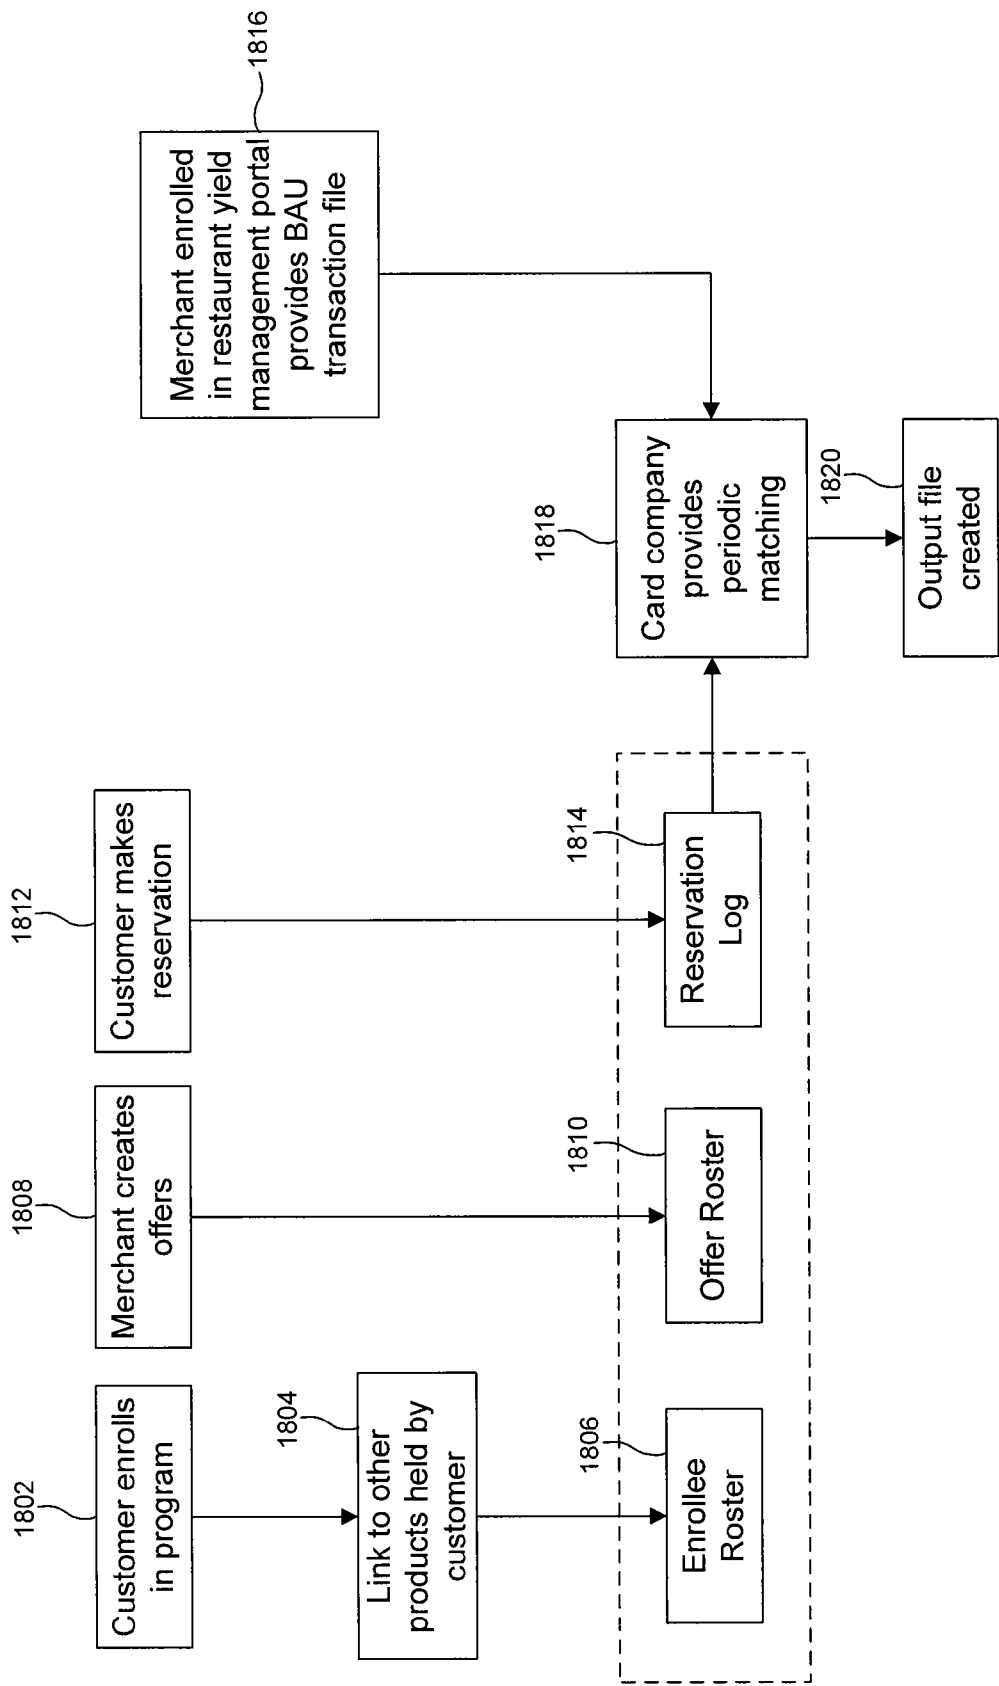 1802
Customer enrolls
in program
1804
Link to other
products held by
customer
1806
Enrollee
Roster
1808
Merchant creates
offers
1810
Offer Roster
1812
Customer makes
reservation
1814
Reservation
Log
1816
Merchant enrolled
in restaurant yield
management portal
provides BAU
transaction file
1818
Card company
provides
periodic
matching
1820
Output file
created